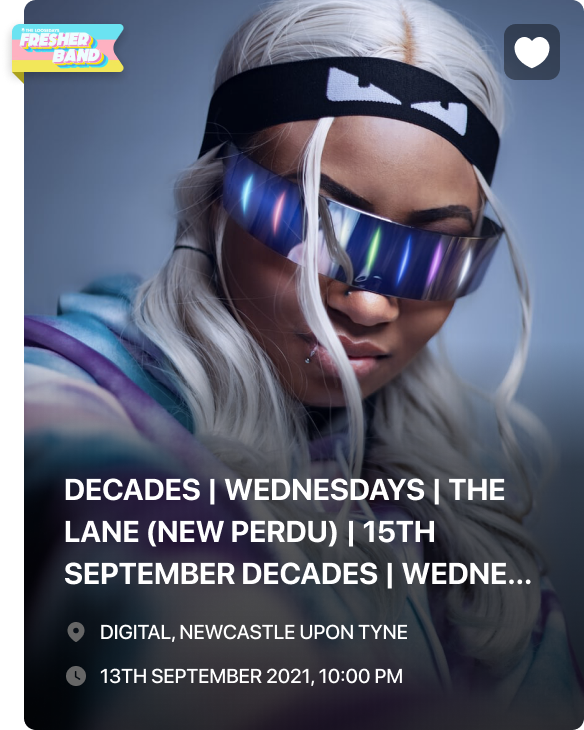 FRESHER
BAND
DECADES | WEDNESDAYS | THE
LANE (NEW PERDU) | 15TH
SEPTEMBER DECADES | WEDNE...
DIGITAL, NEWCASTLE UPON TYNE
13TH SEPTEMBER 2021, 10:00 PM